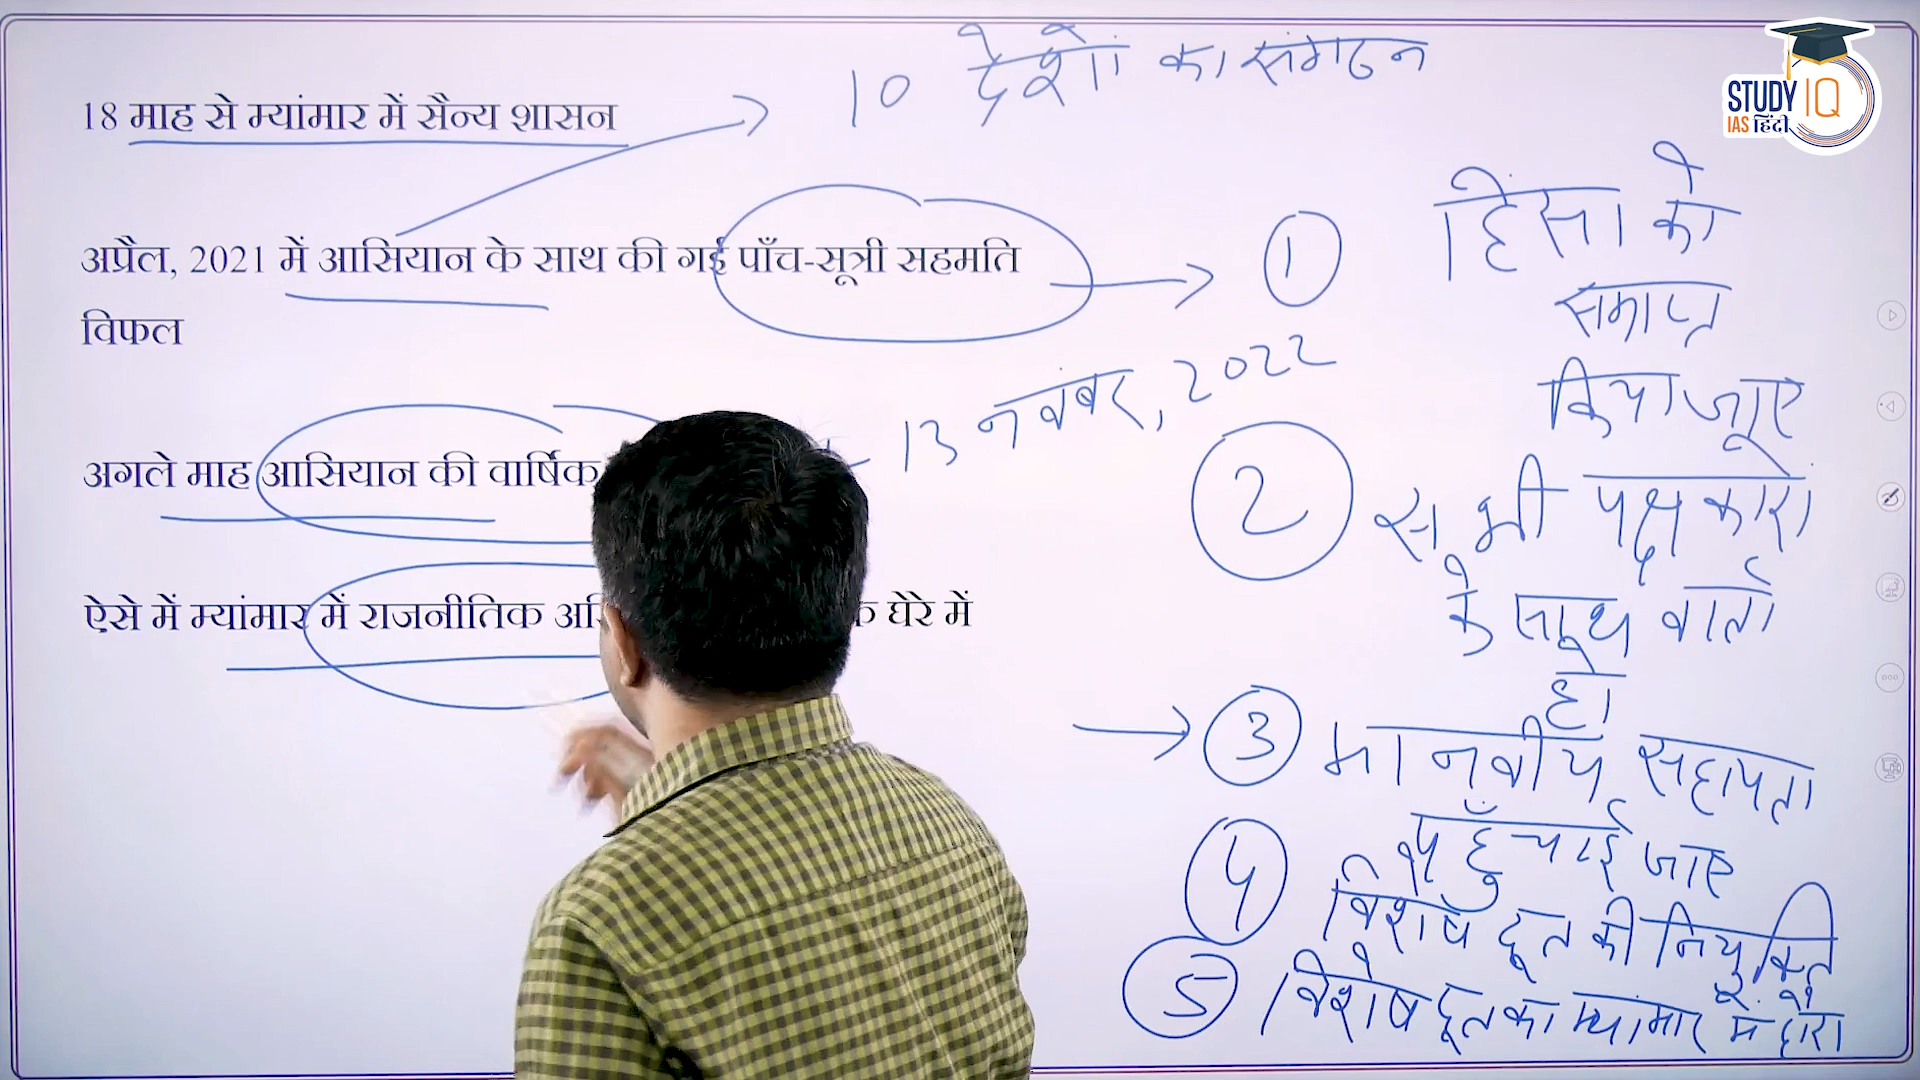 10 देशों का संगठन
STUDY IQ
IAS हिंदी
18 माह से म्यांमार में सैन्य शासन
अप्रैल, 2021 में आसियान के साथ की गई पाँच-सूत्री सहमति
विफल
1 हिंसा को
समाप्त
किया जाए
13 नवंबर, 2022
अगले माह आसियान की वार्षिक
2 सभी पक्षकारों
के साथ वार्ता
हो
ऐसे में म्यांमार में राजनीतिक घेरे में
3 मानवीय सहायता
पहुँचाई जाए
4 विशेष दूत की नियुक्ति
5 विशेष दूत का म्यांमार में दौरा